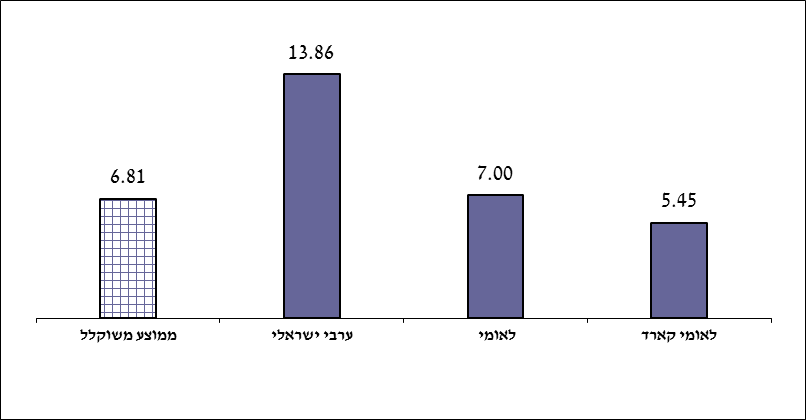 13.86
7.00
6.81
5.45
לאומי קארד
לאומי
ערבי ישראלי
ממוצע משוקלל